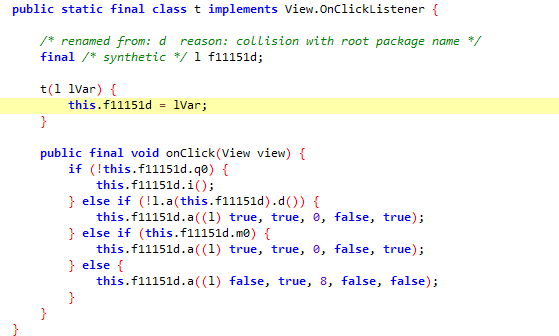 public static final class t implements View.OnClickListener {
/* renamed from: d  reason: collision with root package name */
final /* synthetic */ l f11151d;
t(l lVar) {
this.f11151d = lVar;
}
public final void onClick(View view) {
if (!this.f11151d.q0) {
this.f11151d.i();
} else if (!l.a(this.f11151d).d()) {
this.f11151d.a((l) true, true, 0, false, true);
} else if (this.f11151d.m0) {
this.f11151d.a((l) true, true, 0, false, true);
} else {
this.f11151d.a((l) false, true, 8, false, false);
}
}
}